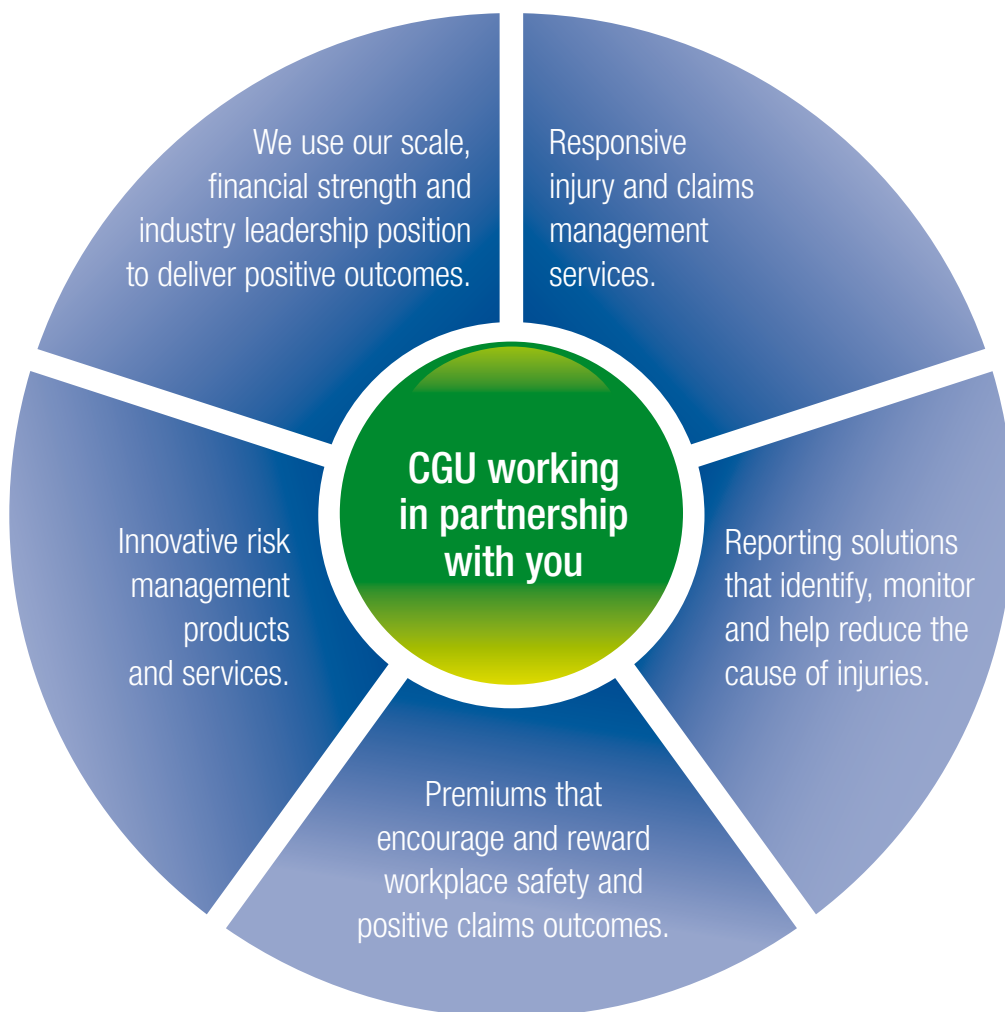 We use our scale,
financial strength and
industry leadership position
to deliver positive outcomes.
Responsive
injury and claims
management
services.
CGU working
in partnership
with you
Innovative risk
management
products
and services.
Reporting solutions
that identify, monitor
and help reduce the
cause of injuries.
Premiums that
encourage and reward
workplace safety and
positive claims outcomes.